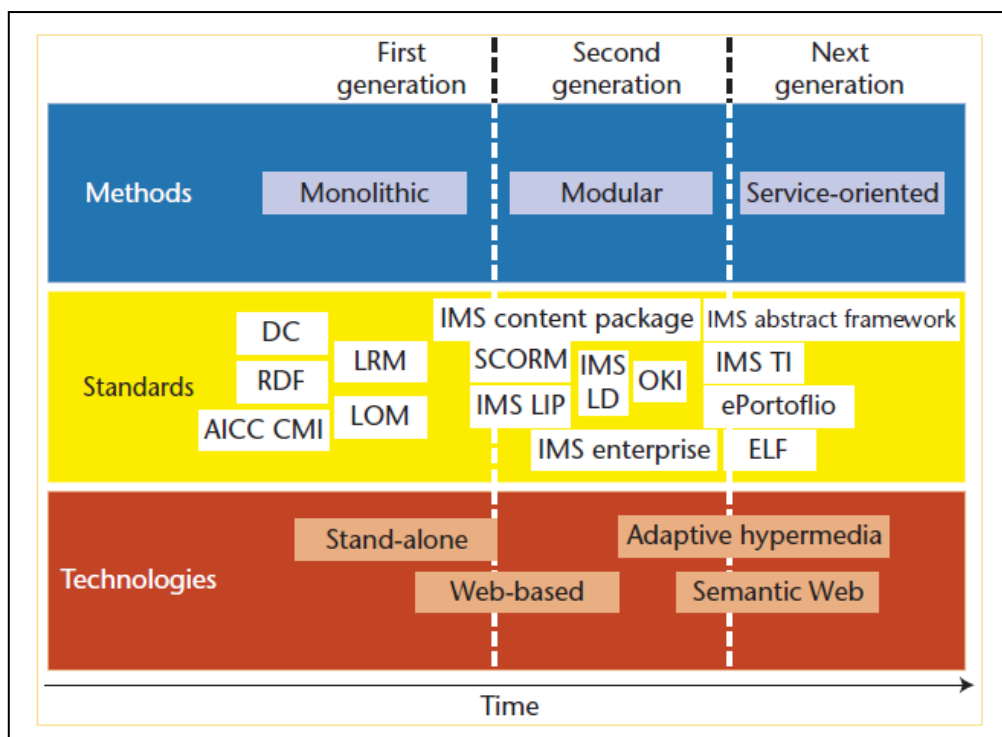 First generation
Second generation
Next generation
Methods
Monolithic
Modular
Service-oriented
Standards
DC
RDF
AICC CMI
LRM
LOM
IMS content package
SCORM
IMS LIP
IMS LD
OKI
IMS enterprise
IMS abstract framework
IMS TI
ePortoflio
ELF
Technologies
Stand-alone
Web-based
Adaptive hypermedia
Semantic Web
Time